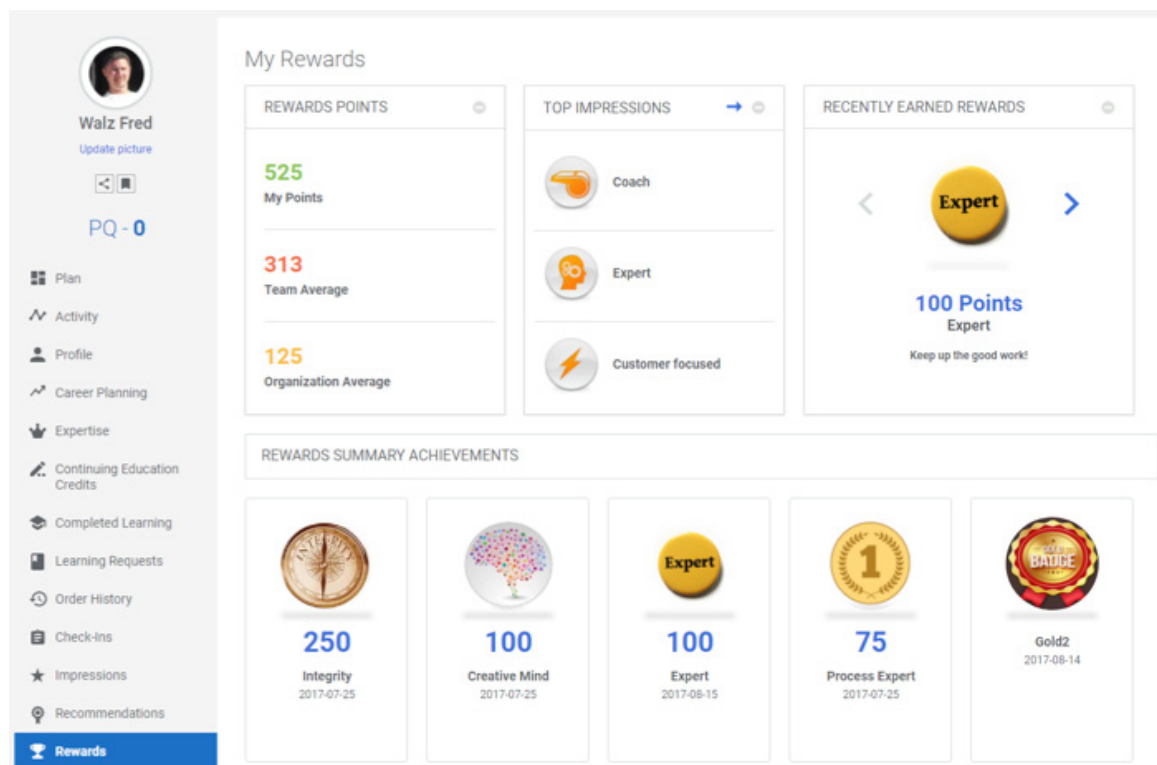 Walz Fred
Update picture
PQ - 0
Plan
Activity
Profile
Career Planning
Expertise
Continuing Education
Credits
Completed Learning
Learning Requests
Order History
Check-Ins
Impressions
Recommendations
Rewards
My Rewards
REWARDS POINTS
525
My Points
313
Team Average
125
Organization Average
TOP IMPRESSIONS
Coach
Expert
Customer focused
RECENTLY EARNED REWARDS
Expert
100 Points
Expert
Keep up the good work!
REWARDS SUMMARY ACHIEVEMENTS
INTEGRITY
250
Integrity
2017-07-25
100
Creative Mind
2017-07-25
Expert
100
Expert
2017-08-15
1
75
Process Expert
2017-07-25
GOLD
BADGE
Gold2
2017-08-14